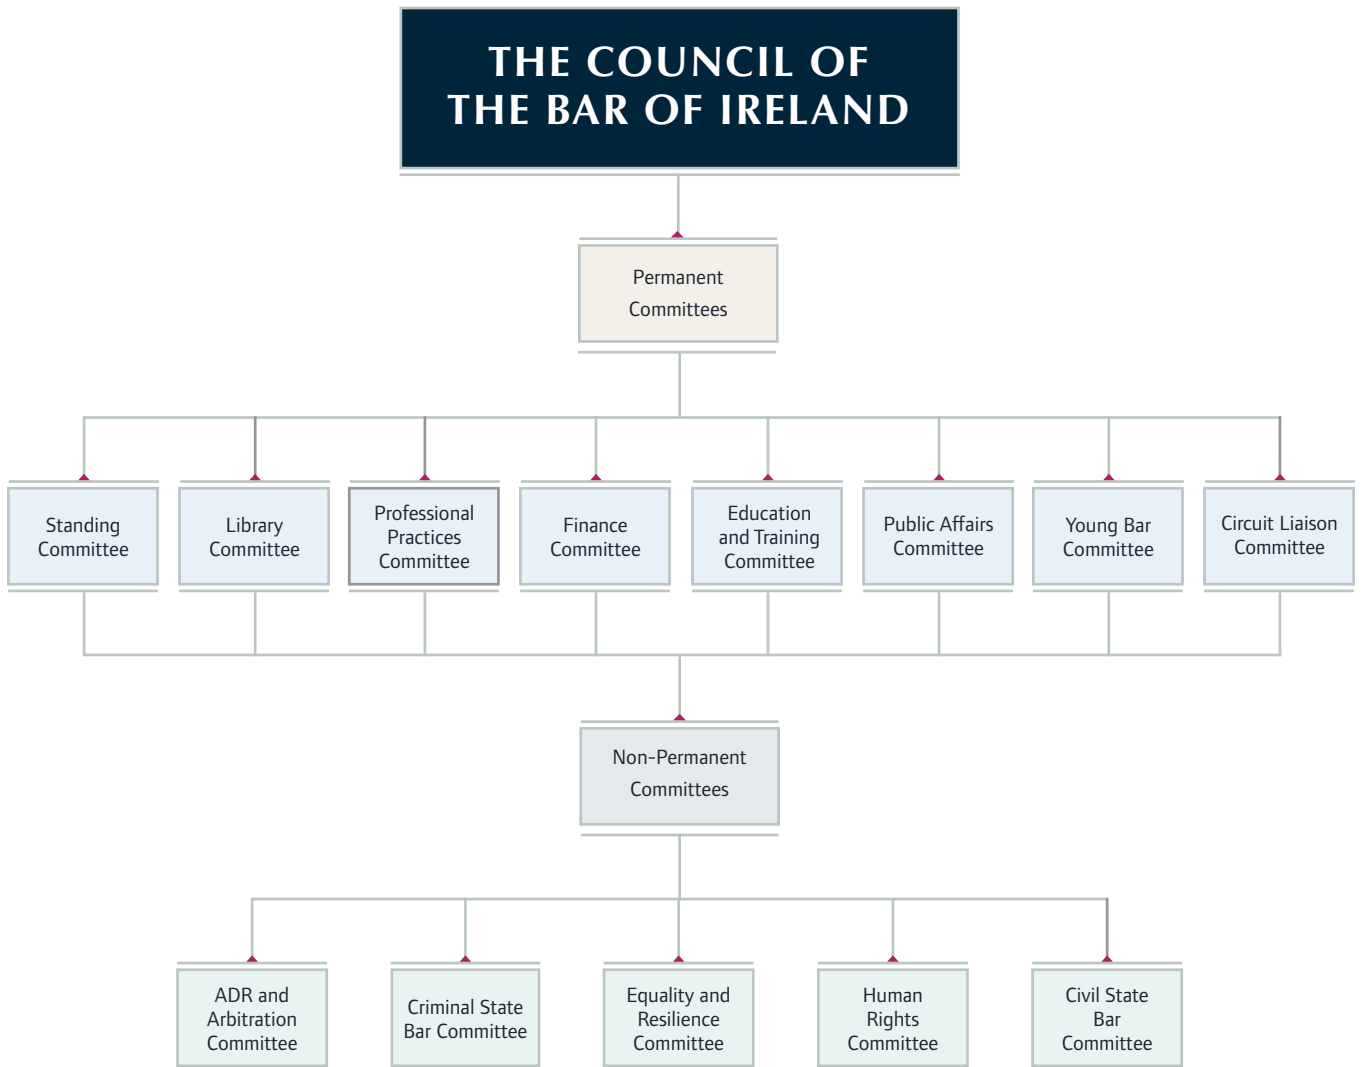 THE COUNCIL OF
THE BAR OF IRELAND
Permanent
Committees
Standing
Committee
Library
Committee
Professional
Practices
Committee
Finance
Committee
Education
and Training
Committee
Public Affairs
Committee
Young Bar
Committee
Circuit Liaison
Committee
Non-Permanent
Committees
ADR and
Arbitration
Committee
Criminal State
Bar Committee
Equality and
Resilience
Committee
Human
Rights
Committee
Civil State
Bar
Committee